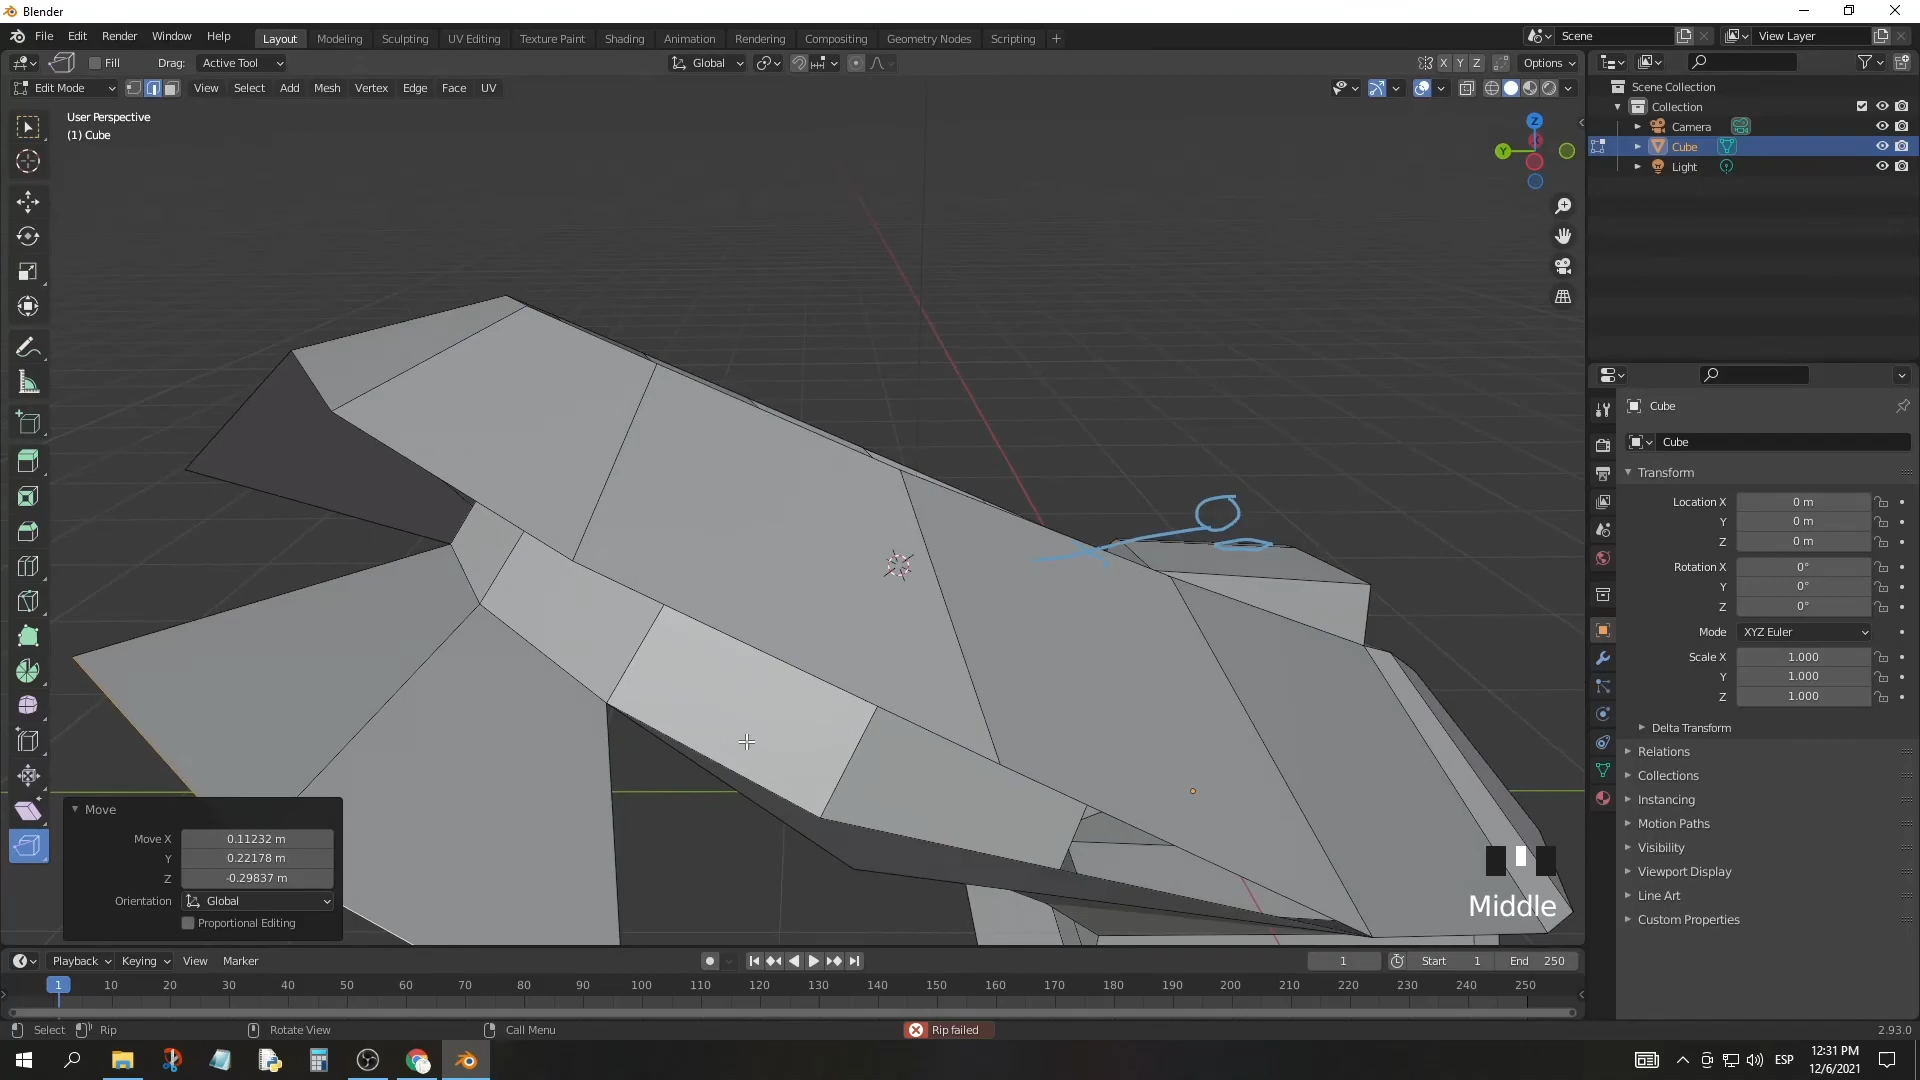 Blender
File Edit Render Window Help
Layout Modeling Sculpting UV Editing Texture Paint Shading Animation Rendering Compositing Geometry Nodes Scripting +
Scene View Layer
Fill Drag: Active Tool Global X Y Z Options
Edit Mode View Select Add Mesh Vertex Edge Face UV
User Perspective
(1) Cube
Z
Y
Scene Collection
Collection
Camera
Cube
Light
Cube
Cube
Transform
Location X 0 m
Y 0 m
Z 0 m
Rotation X 0°
Y 0°
Z 0°
Mode XYZ Euler
Scale X 1.000
Y 1.000
Z 1.000
Delta Transform
Relations
Collections
Instancing
Motion Paths
Visibility
Viewport Display
Line Art
Custom Properties
Move
Move X 0.11232 m
Y 0.22178 m
Z -0.29837 m
Orientation Global
Proportional Editing
Middle
Playback Keying View Marker 1 Start 1 End 250
1 10 20 30 40 50 60 70 80 90 100 110 120 130 140 150 160 170 180 190 200 210 220 230 240 250
Select Rip Rotate View Call Menu Rip failed 2.93.0
ESP 12:31 PM
12/6/2021